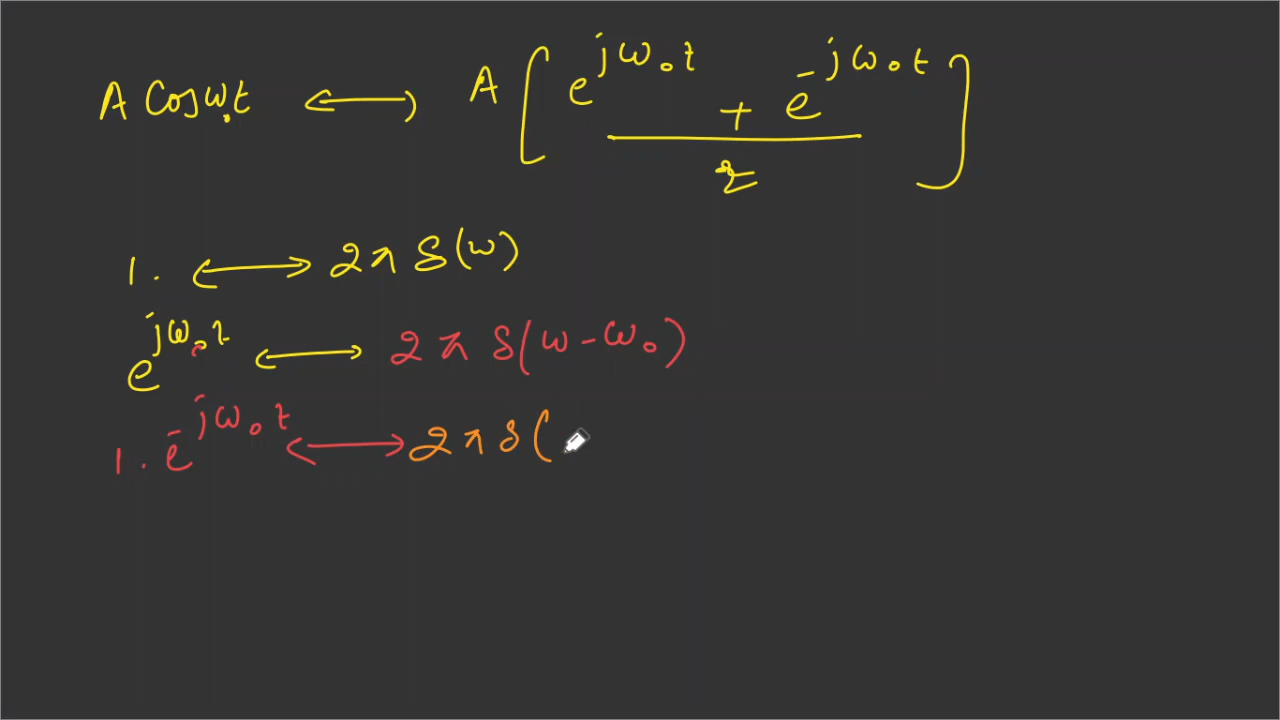 A Cosω₀t ⟷ A [ e^{jω₀t} + e^{-jω₀t} / 2 ]
1. ⟷ 2π δ(ω)
e^{jω₀t} ⟷ 2π δ(ω-ω₀)
1. e^{-jω₀t} ⟷ 2π δ(